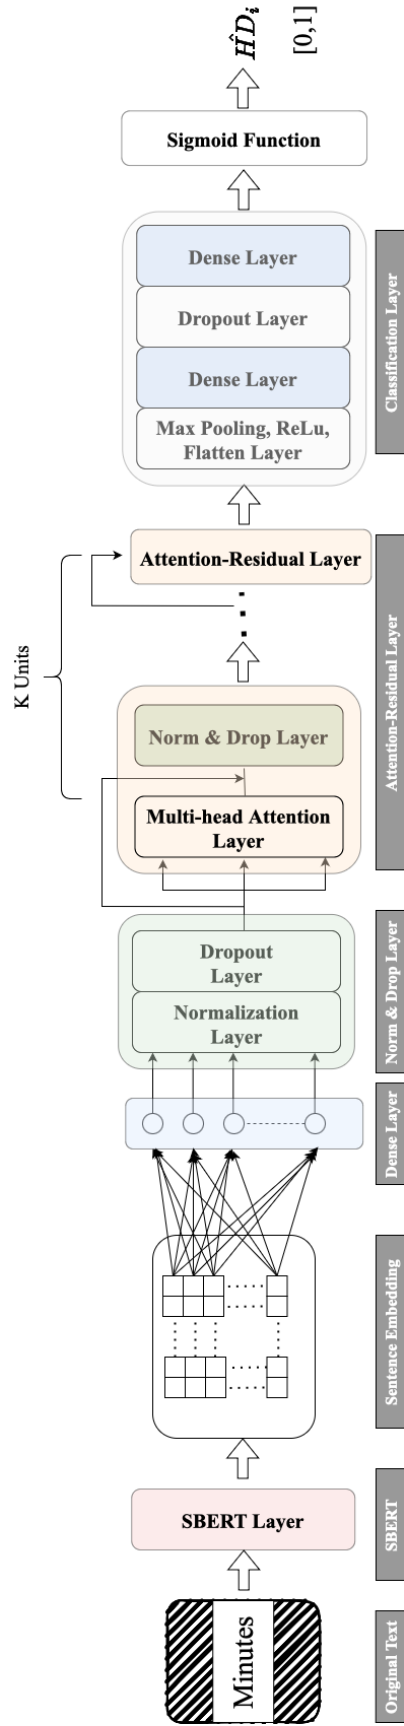 ĤD_i
[0,1]
Sigmoid Function
Dense Layer
Dropout Layer
Dense Layer
Max Pooling, ReLu,
Flatten Layer
Classification Layer
Attention-Residual Layer
K Units
Norm & Drop Layer
Multi-head Attention
Layer
Attention-Residual Layer
Dropout
Layer
Normalization
Layer
Norm & Drop Layer
Dense Layer
Sentence Embedding
SBERT Layer
SBERT
Minutes
Original Text